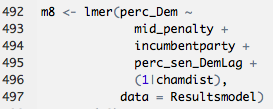 492 m8 <- lmer(perc_Dem ~
493 mid_penalty +
494 incumbentparty +
495 perc_sen_DemLag +
496 (1|chamdist),
497 data = Resultsmodel)